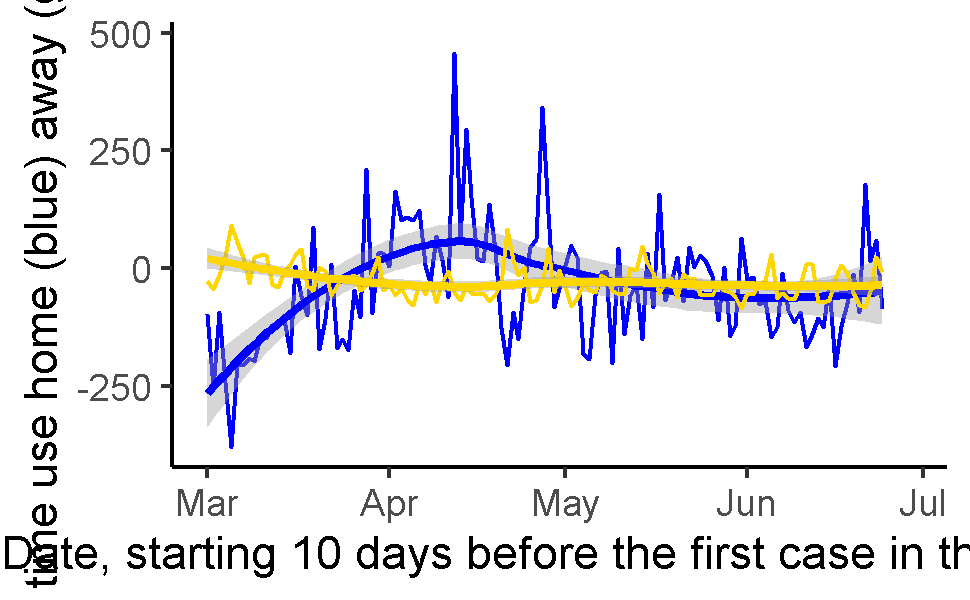 time use home (blue) away (g
500
250
0
-250
Mar Apr May Jun Jul
Date, starting 10 days before the first case in th